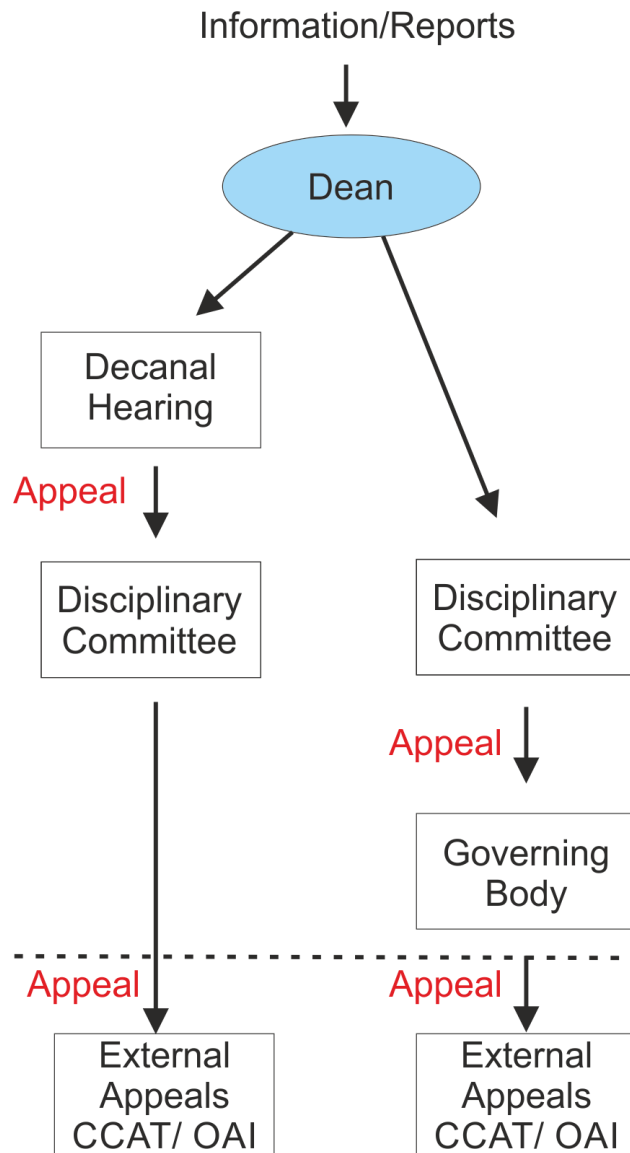 Information/Reports
Dean
Decanal
Hearing
Appeal
Disciplinary
Committee
Disciplinary
Committee
Appeal
Governing
Body
Appeal
Appeal
External
Appeals
CCAT/ OAI
External
Appeals
CCAT/ OAI